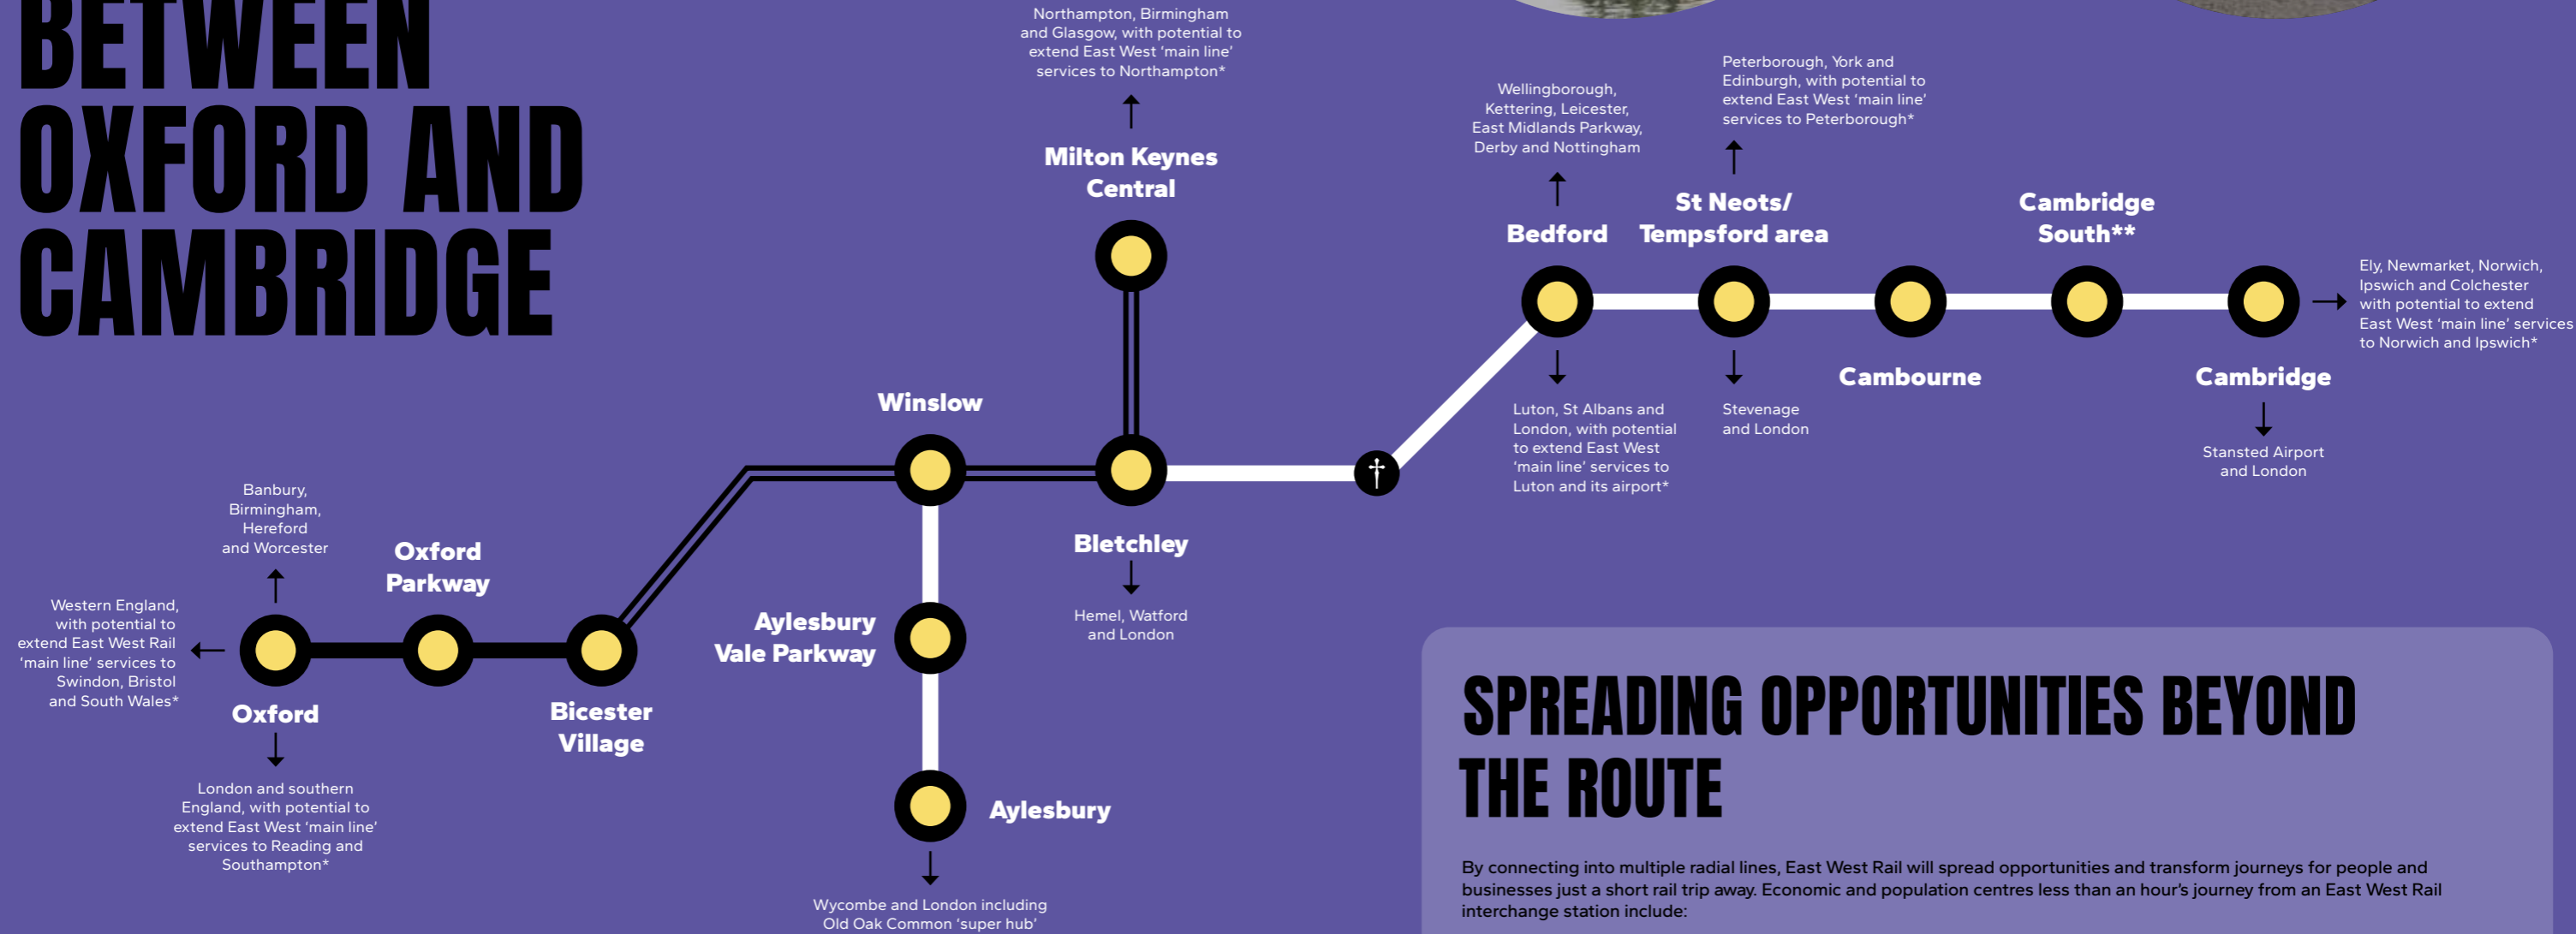 BETWEEN
OXFORD AND
CAMBRIDGE
Northampton, Birmingham
and Glasgow, with potential to
extend East West ‘main line’
services to Northampton*
Milton Keynes
Central
Wellingborough,
Kettering, Leicester,
East Midlands Parkway,
Derby and Nottingham
Bedford
Peterborough, York and
Edinburgh, with potential to
extend East West ‘main line’
services to Peterborough*
St Neots/
Tempsford area
Cambridge
South**
Ely, Newmarket, Norwich,
Ipswich and Colchester
with potential to extend
East West ‘main line’ services
to Norwich and Ipswich*
Cambourne
Cambridge
Stansted Airport
and London
Luton, St Albans and
London, with potential
to extend East West
‘main line’ services to
Luton and its airport*
Stevenage
and London
Winslow
†
Bletchley
Hemel, Watford
and London
Banbury,
Birmingham,
Hereford
and Worcester
Oxford
Parkway
Western England,
with potential to
extend East West Rail
‘main line’ services to
Swindon, Bristol
and South Wales*
Oxford
London and southern
England, with potential to
extend East West ‘main line’
services to Reading and
Southampton*
Bicester
Village
Aylesbury
Vale Parkway
Aylesbury
Wycombe and London including
Old Oak Common ‘super hub’
SPREADING OPPORTUNITIES BEYOND
THE ROUTE
By connecting into multiple radial lines, East West Rail will spread opportunities and transform journeys for people and
businesses just a short rail trip away. Economic and population centres less than an hour’s journey from an East West Rail
interchange station include: